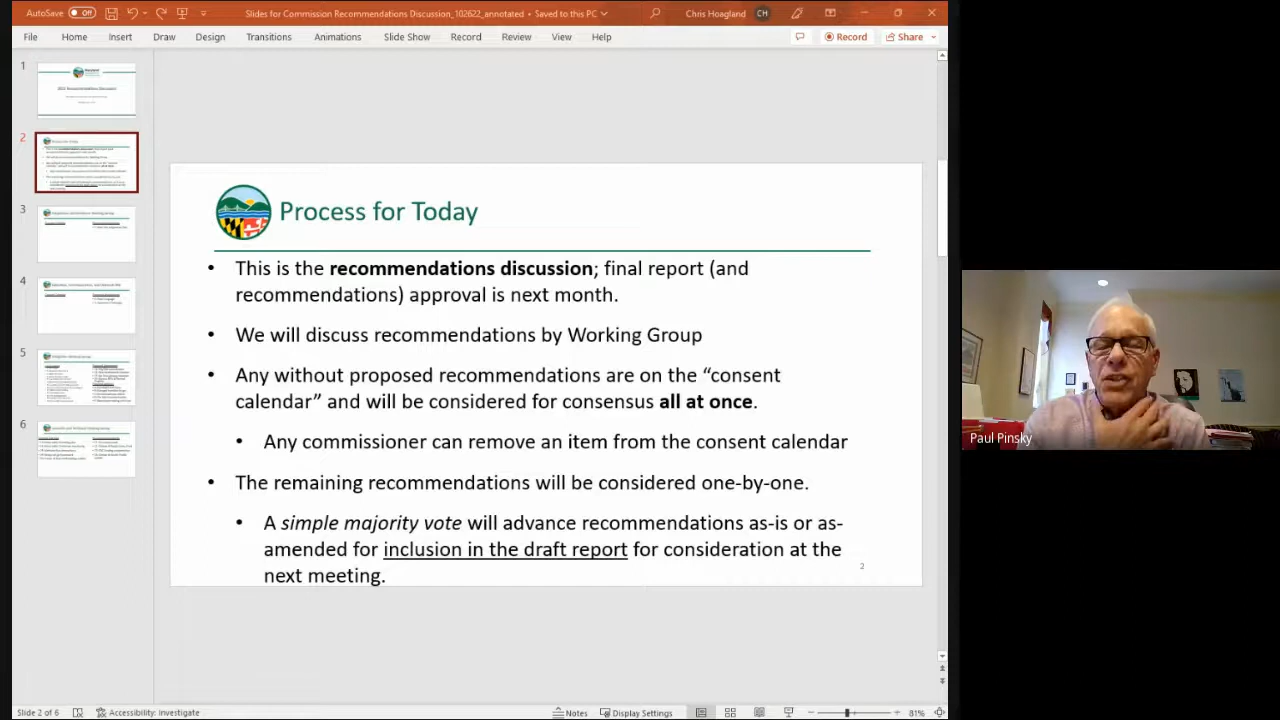 AutoSave Off
Slides for Commission Recommendations Discussion_102622_annotated • Saved to this PC
Chris Hoagland CH
File Home Insert Draw Design Transitions Animations Slide Show Record Review View Help
Record Share
1
2
3
4
5
6
Process for Today
• This is the recommendations discussion; final report (and
recommendations) approval is next month.
• We will discuss recommendations by Working Group
• Any without proposed recommendations are on the “consent
calendar” and will be considered for consensus all at once.
• Any commissioner can remove an item from the consent calendar
• The remaining recommendations will be considered one-by-one.
• A simple majority vote will advance recommendations as-is or as-
amended for inclusion in the draft report for consideration at the
next meeting.
2
Paul Pinsky
Slide 2 of 6
Accessibility: Investigate
Notes
Display Settings
81%